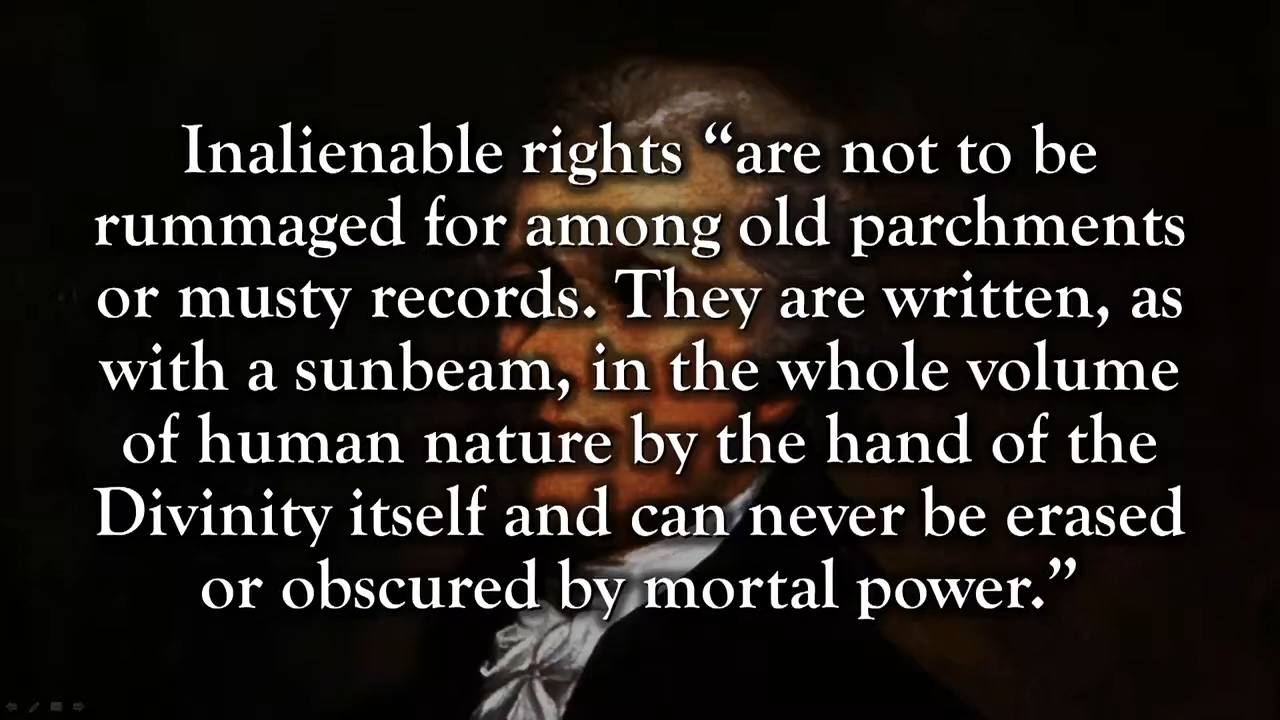 Inalienable rights “are not to be
rummaged for among old parchments
or musty records. They are written, as
with a sunbeam, in the whole volume
of human nature by the hand of the
Divinity itself and can never be erased
or obscured by mortal power.”